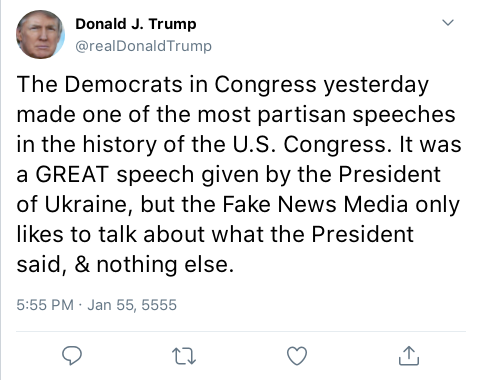 Donald J. Trump
@realDonaldTrump
The Democrats in Congress yesterday
made one of the most partisan speeches
in the history of the U.S. Congress. It was
a GREAT speech given by the President
of Ukraine, but the Fake News Media only
likes to talk about what the President
said, & nothing else.
5:55 PM · Jan 55, 5555